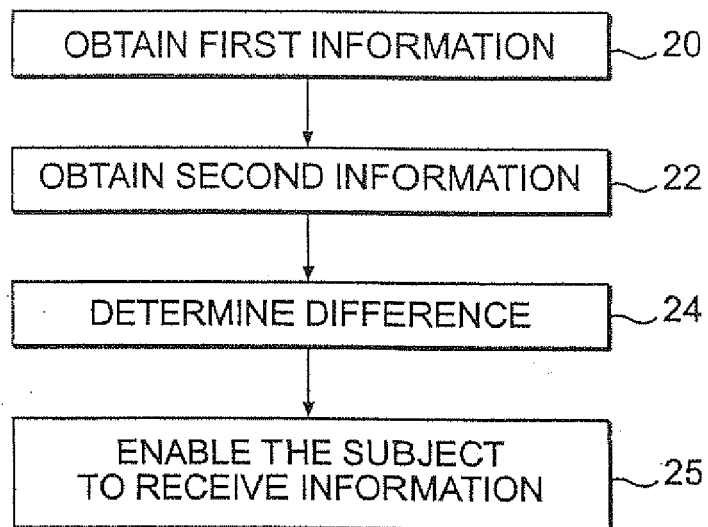 OBTAIN FIRST INFORMATION 20
OBTAIN SECOND INFORMATION 22
DETERMINE DIFFERENCE 24
ENABLE THE SUBJECT
TO RECEIVE INFORMATION 25